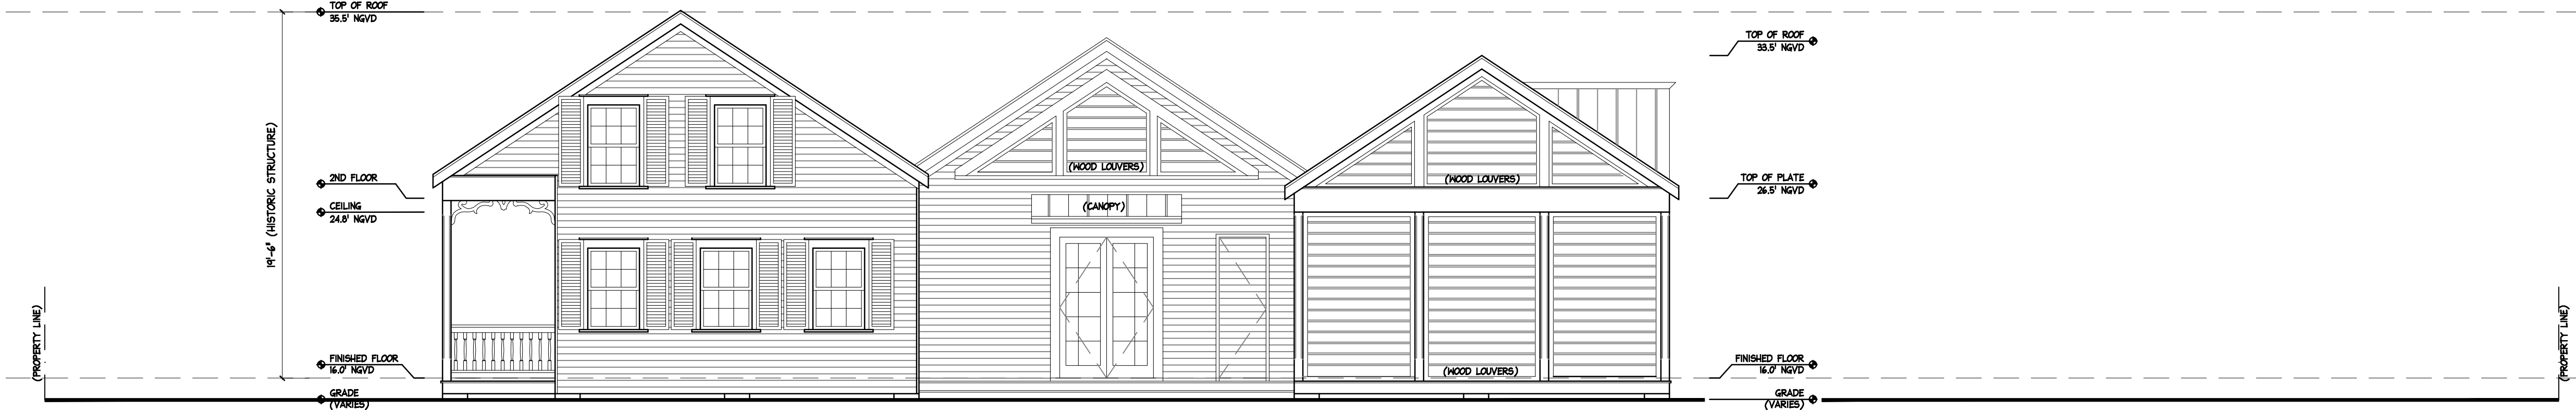 TOP OF ROOF
35.5' NGVD
19'-6" (HISTORIC STRUCTURE)
2ND FLOOR
CEILING
24.8' NGVD
(PROPERTY LINE)
FINISHED FLOOR
16.0' NGVD
GRADE
(VARIES)
(WOOD LOUVERS)
(CANOPY)
(WOOD LOUVERS)
(WOOD LOUVERS)
TOP OF ROOF
33.5' NGVD
TOP OF PLATE
26.5' NGVD
FINISHED FLOOR
16.0' NGVD
GRADE
(VARIES)
(PROPERTY LINE)